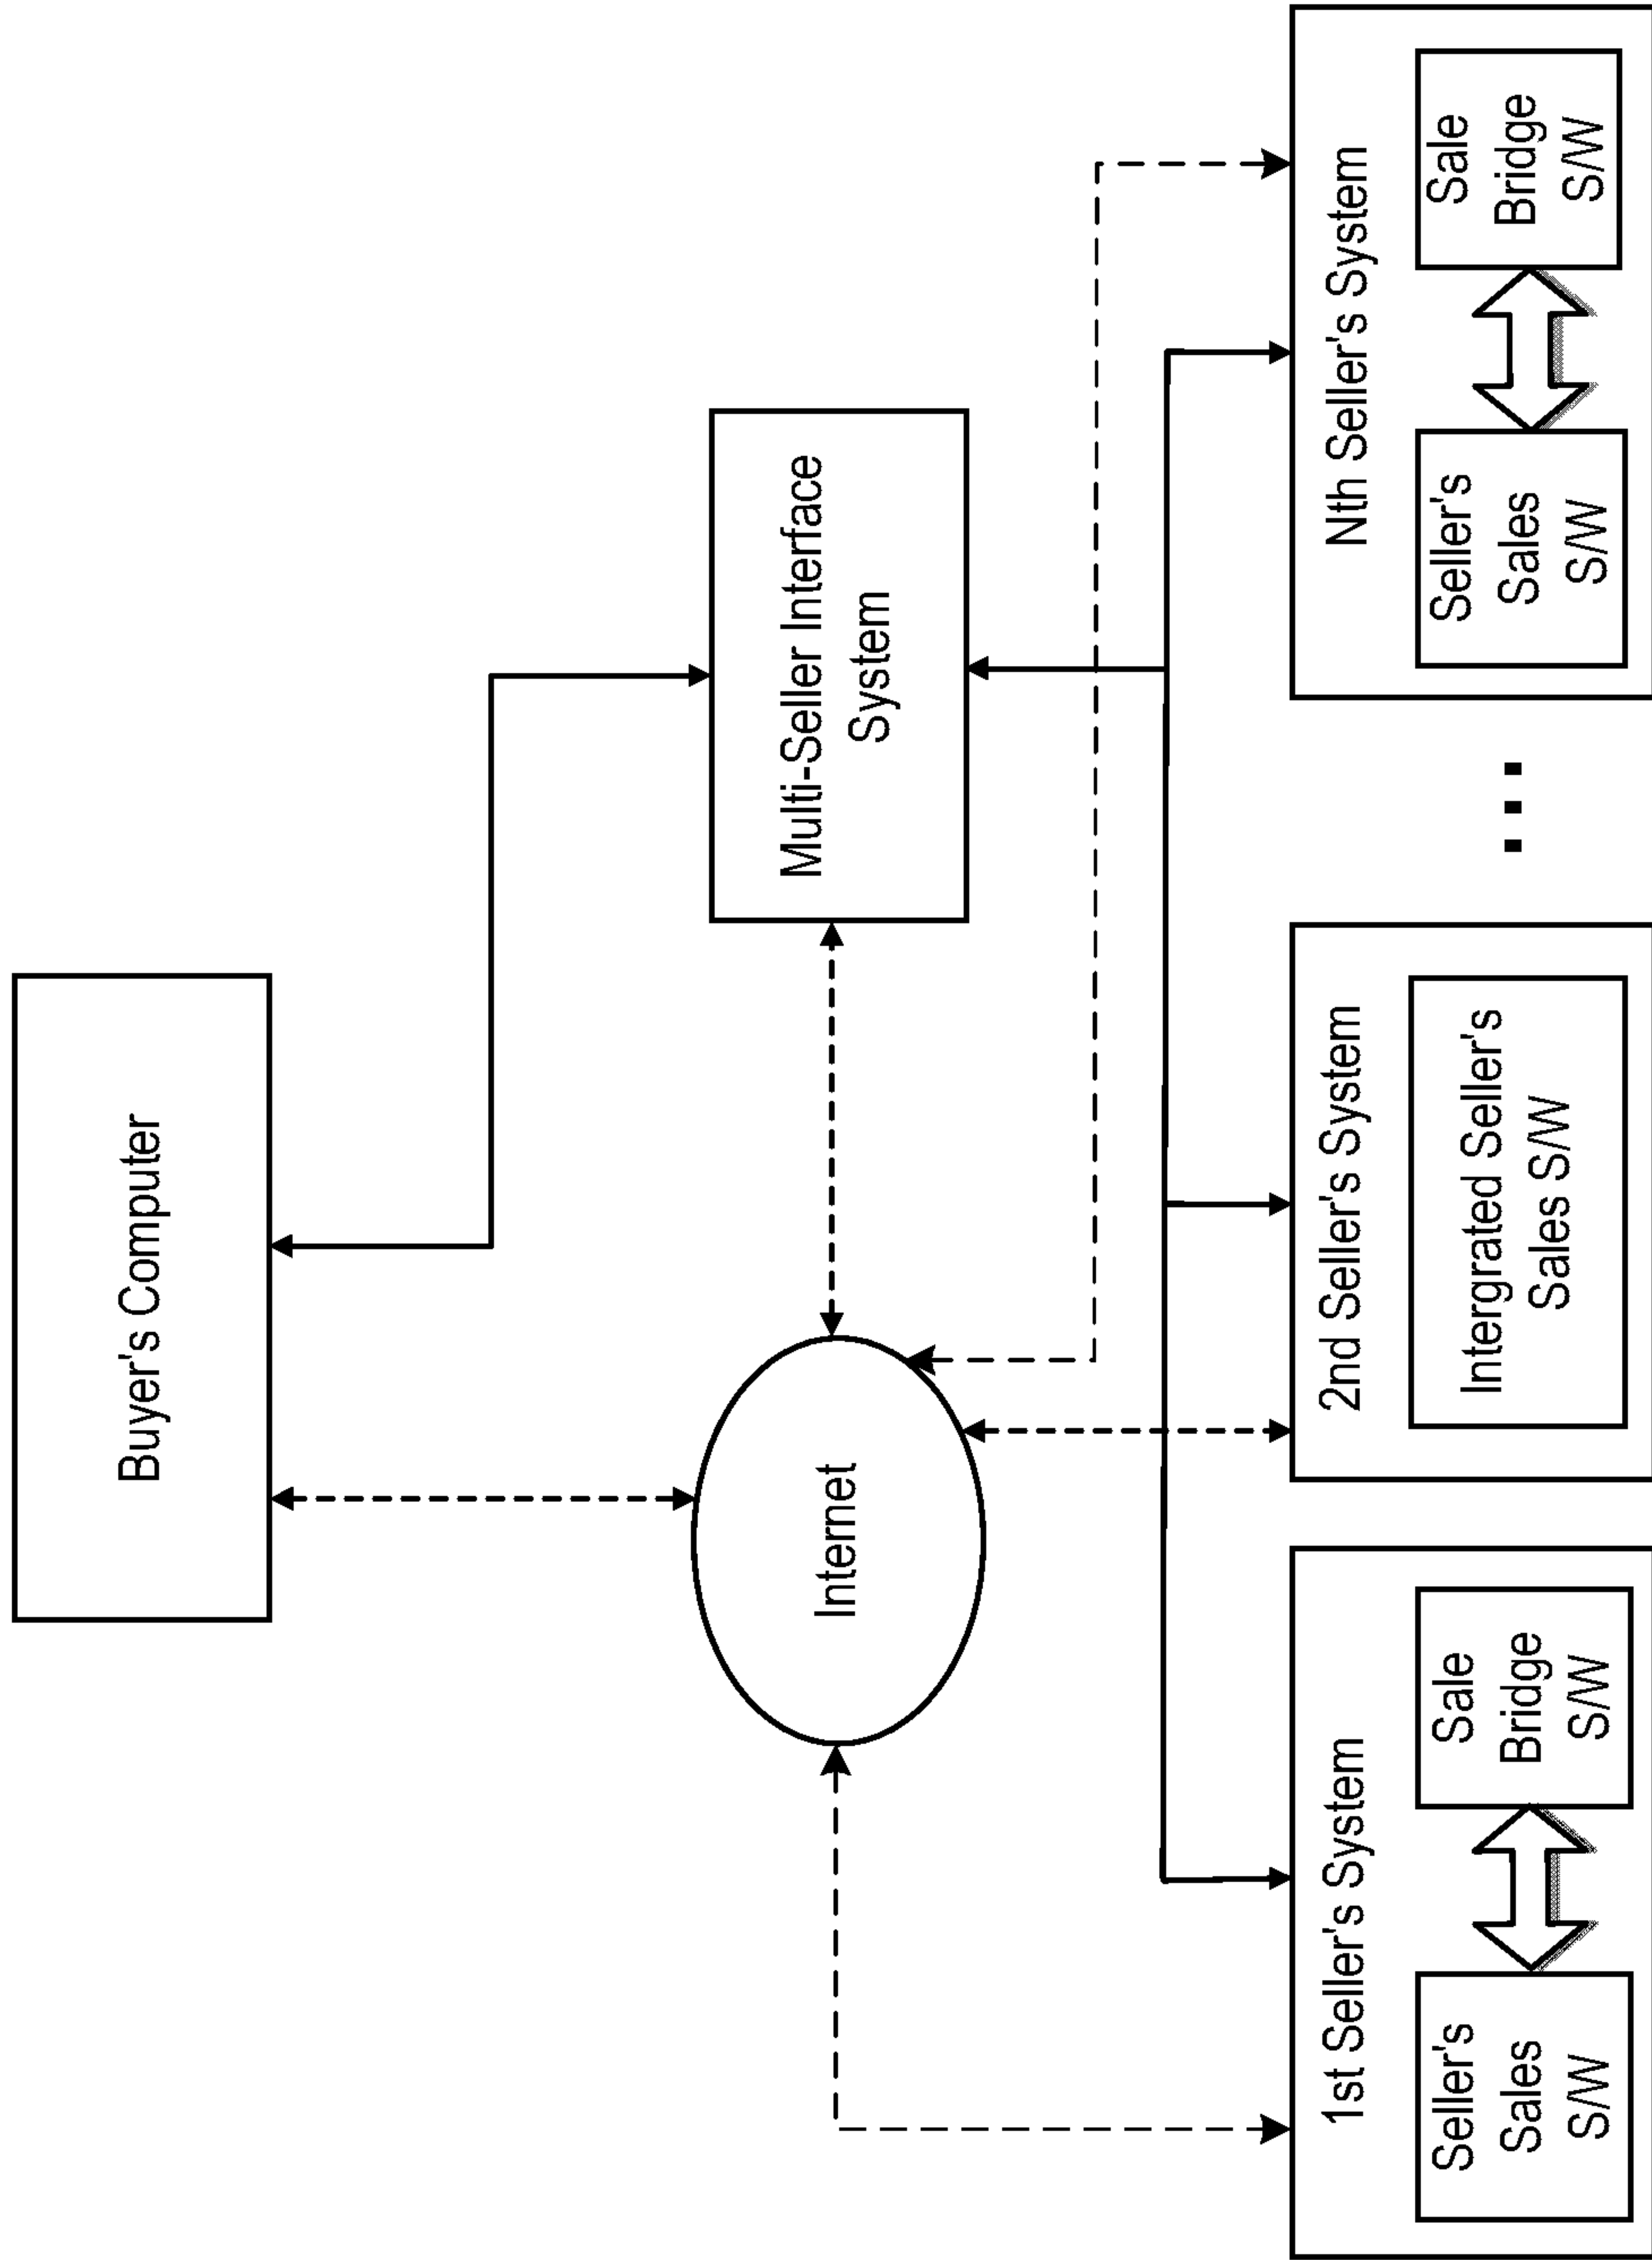 Buyer's Computer
Internet
Multi-Seller Interface
System
1st Seller's System
Seller's
Sales
S/W
Sale
Bridge
S/W
2nd Seller's System
Intergrated Seller's
Sales S/W
Nth Seller's System
Seller's
Sales
S/W
Sale
Bridge
S/W